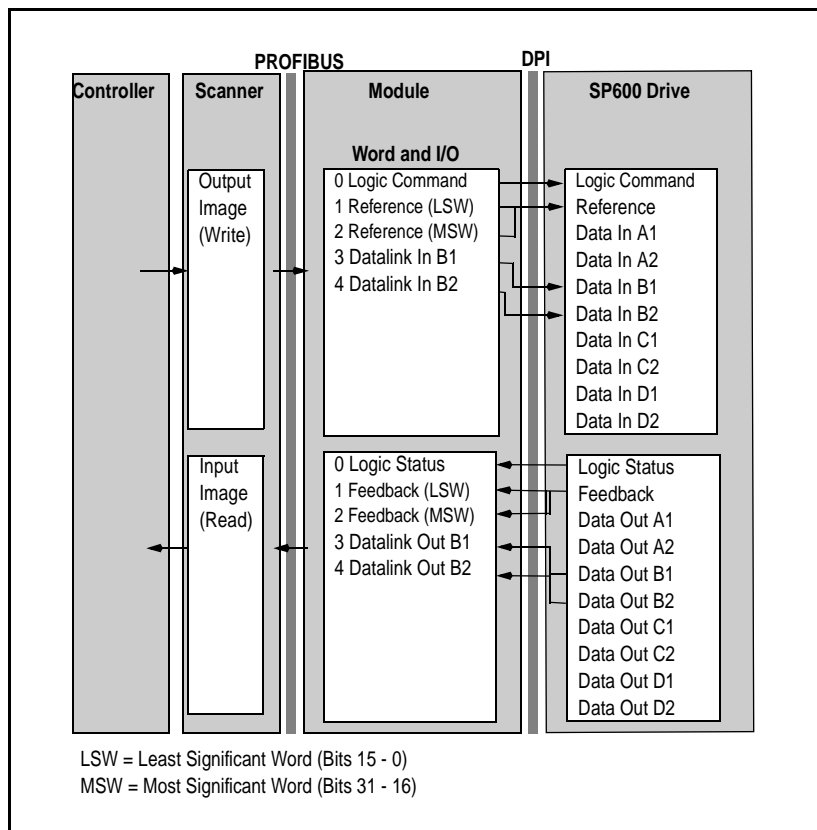 PROFIBUS
DPI
Controller
Scanner
Module
SP600 Drive
Word and I/O
Output
Image
(Write)
0 Logic Command
1 Reference (LSW)
2 Reference (MSW)
3 Datalink In B1
4 Datalink In B2
Logic Command
Reference
Data In A1
Data In A2
Data In B1
Data In B2
Data In C1
Data In C2
Data In D1
Data In D2
Input
Image
(Read)
0 Logic Status
1 Feedback (LSW)
2 Feedback (MSW)
3 Datalink Out B1
4 Datalink Out B2
Logic Status
Feedback
Data Out A1
Data Out A2
Data Out B1
Data Out B2
Data Out C1
Data Out C2
Data Out D1
Data Out D2
LSW = Least Significant Word (Bits 15 - 0)
MSW = Most Significant Word (Bits 31 - 16)